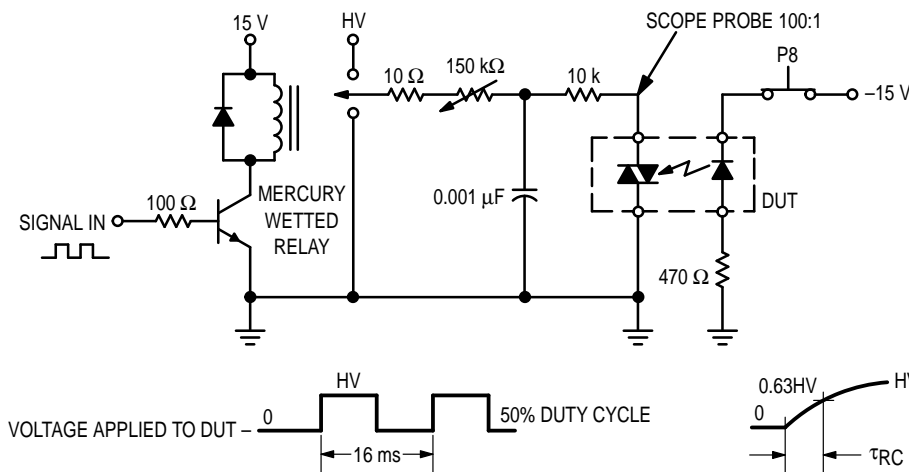 SCOPE PROBE 100:1
15 V
HV
10 Ω
150 kΩ
10 k
P8
–15 V
100 Ω
SIGNAL IN
MERCURY
WETTED
RELAY
0.001 μF
DUT
470 Ω
HV
0
VOLTAGE APPLIED TO DUT –
50% DUTY CYCLE
16 ms
0.63HV
0
τRC